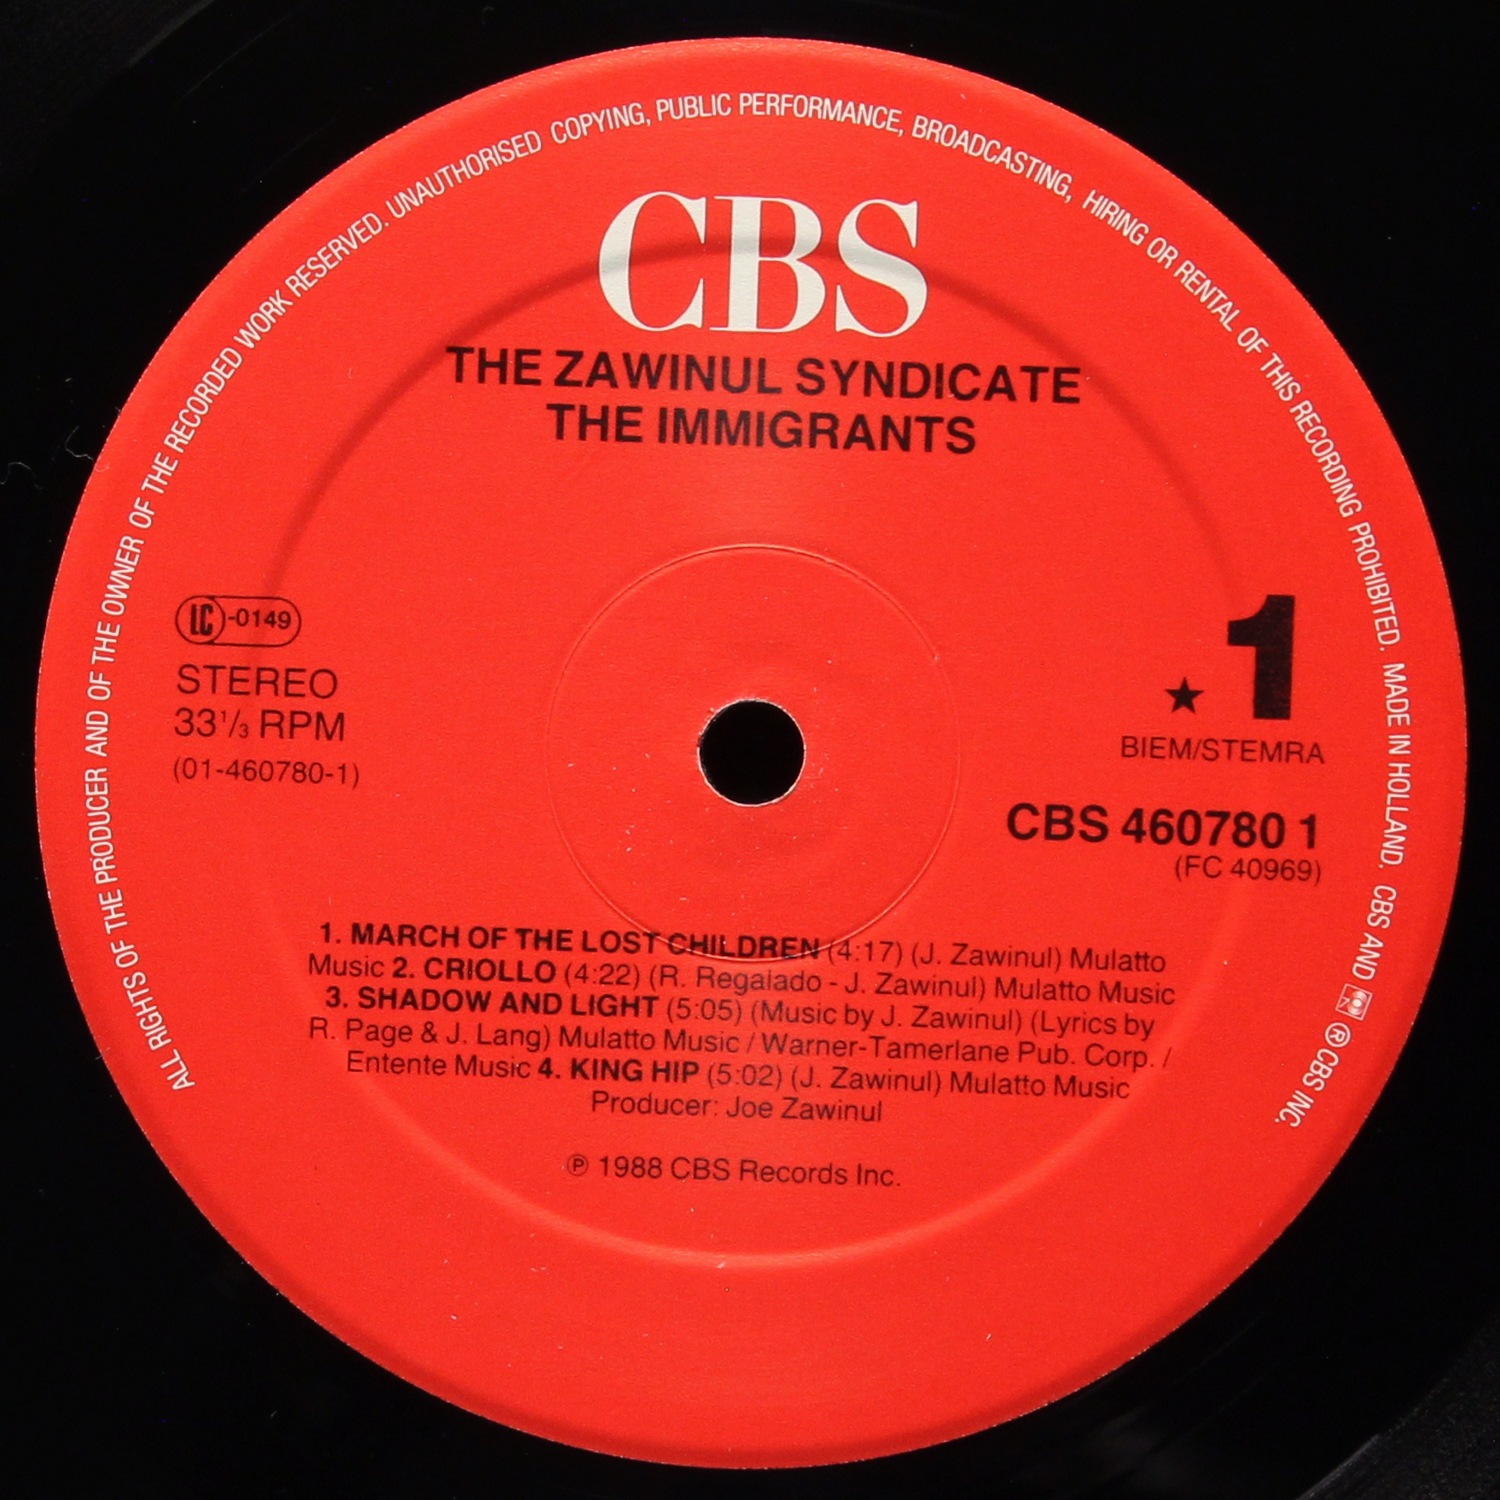 ALL RIGHTS OF THE PRODUCER AND OF THE OWNER OF THE RECORDED WORK RESERVED. UNAUTHORISED COPYING, PUBLIC PERFORMANCE, BROADCASTING, HIRING OR RENTAL OF THIS RECORDING PROHIBITED. MADE IN HOLLAND. CBS AND ® CBS INC.
CBS
THE ZAWINUL SYNDICATE
THE IMMIGRANTS
LC-0149
STEREO
33 1/3 RPM
(01-460780-1)
★ 1
BIEM/STEMRA
CBS 460780 1
(FC 40969)
1. MARCH OF THE LOST CHILDREN (4:17) (J. Zawinul) Mulatto
Music 2. CRIOLLO (4:22) (R. Regalado - J. Zawinul) Mulatto Music
3. SHADOW AND LIGHT (5:05) (Music by J. Zawinul) (Lyrics by
R. Page & J. Lang) Mulatto Music / Warner-Tamerlane Pub. Corp. /
Entente Music 4. KING HIP (5:02) (J. Zawinul) Mulatto Music
Producer: Joe Zawinul
℗ 1988 CBS Records Inc.